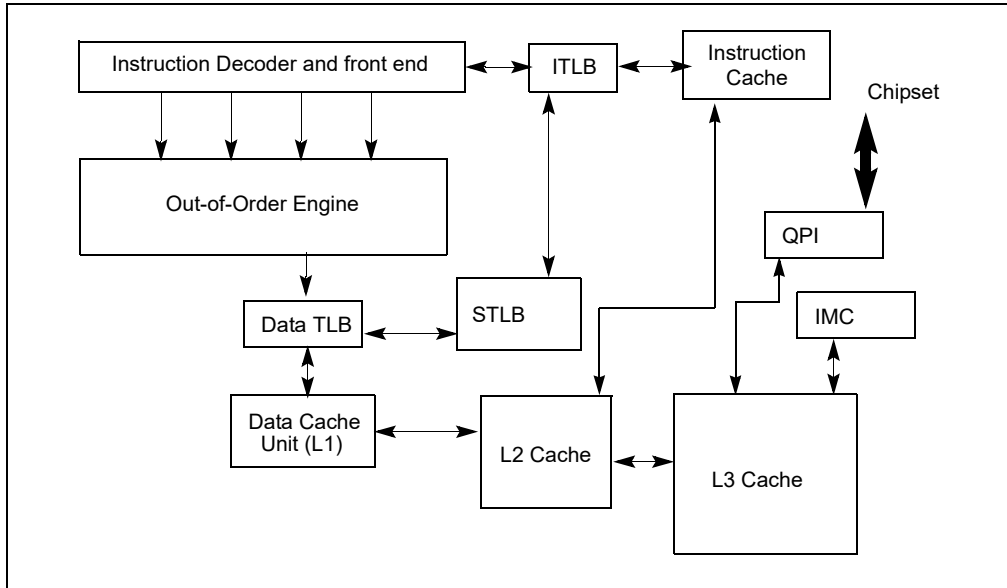 Instruction Decoder and front end
ITLB
Instruction
Cache
Chipset
Out-of-Order Engine
QPI
STLB
IMC
Data TLB
Data Cache
Unit (L1)
L2 Cache
L3 Cache